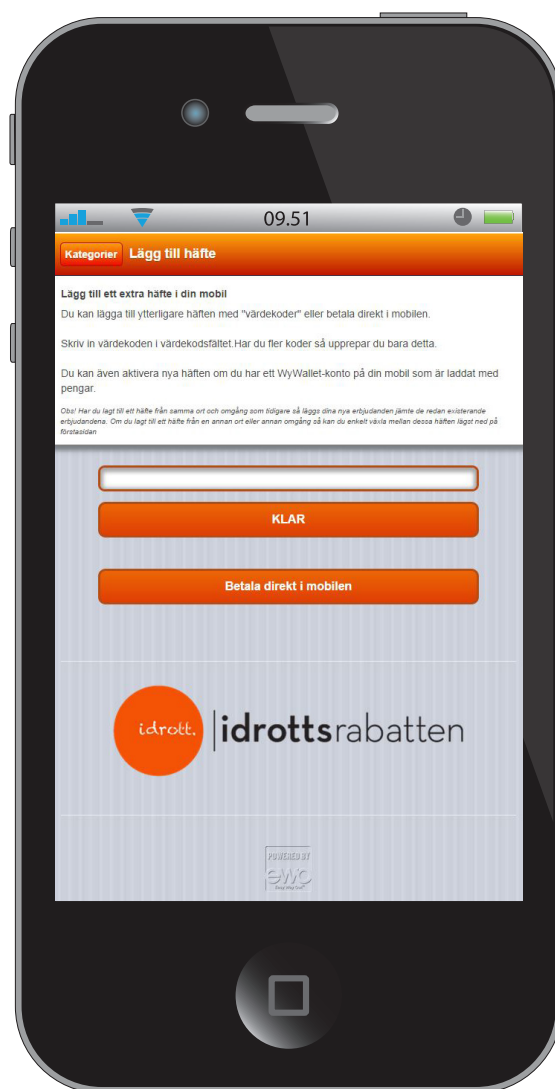 09.51
Kategorier Lägg till häfte
Lägg till ett extra häfte i din mobil
Du kan lägga till ytterligare häften med "värdekoder" eller betala direkt i mobilen.
Skriv in värdekoden i värdekodsfältet.Har du fler koder så upprepar du bara detta.
Du kan även aktivera nya häften om du har ett WyWallet-konto på din mobil som är laddat med
pengar.
Obs! Har du lagt till ett häfte från samma ort och omgång som tidigare så läggs dina nya erbjudanden jämte de redan existerande
erbjudandena. Om du lagt till ett häfte från en annan ort eller annan omgång så kan du enkelt växla mellan dessa häften lägst ned på
förstasidan
KLAR
Betala direkt i mobilen
idrott. idrottsrabatten
POWERED BY
ewo